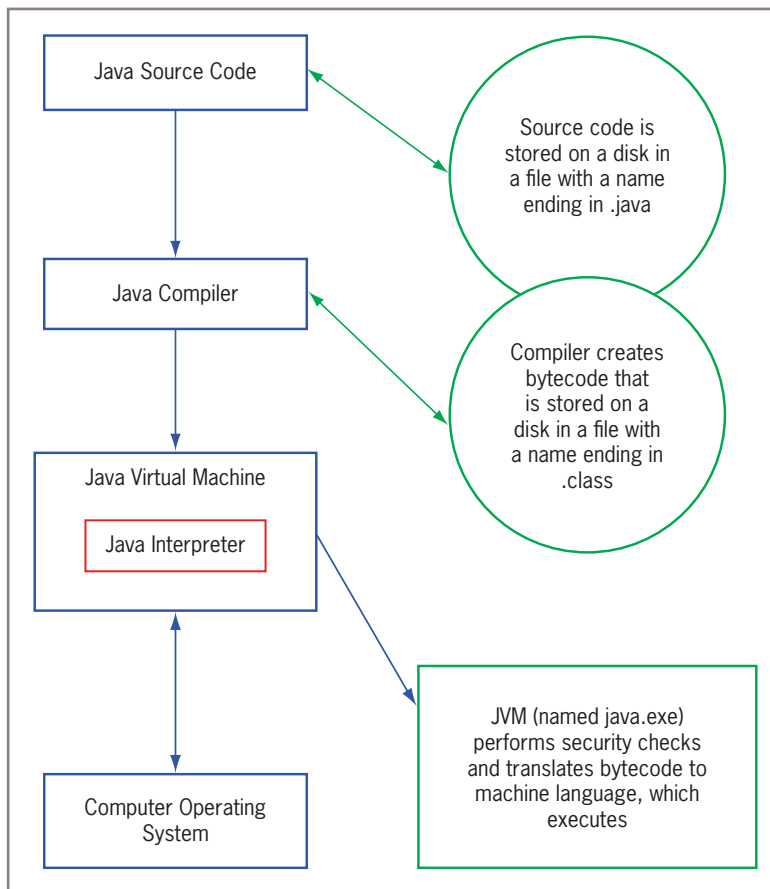 Java Source Code
Source code is
stored on a disk in
a file with a name
ending in .java
Java Compiler
Compiler creates
bytecode that
is stored on a
disk in a file with
a name ending in
.class
Java Virtual Machine
Java Interpreter
JVM (named java.exe)
performs security checks
and translates bytecode to
machine language, which
executes
Computer Operating
System